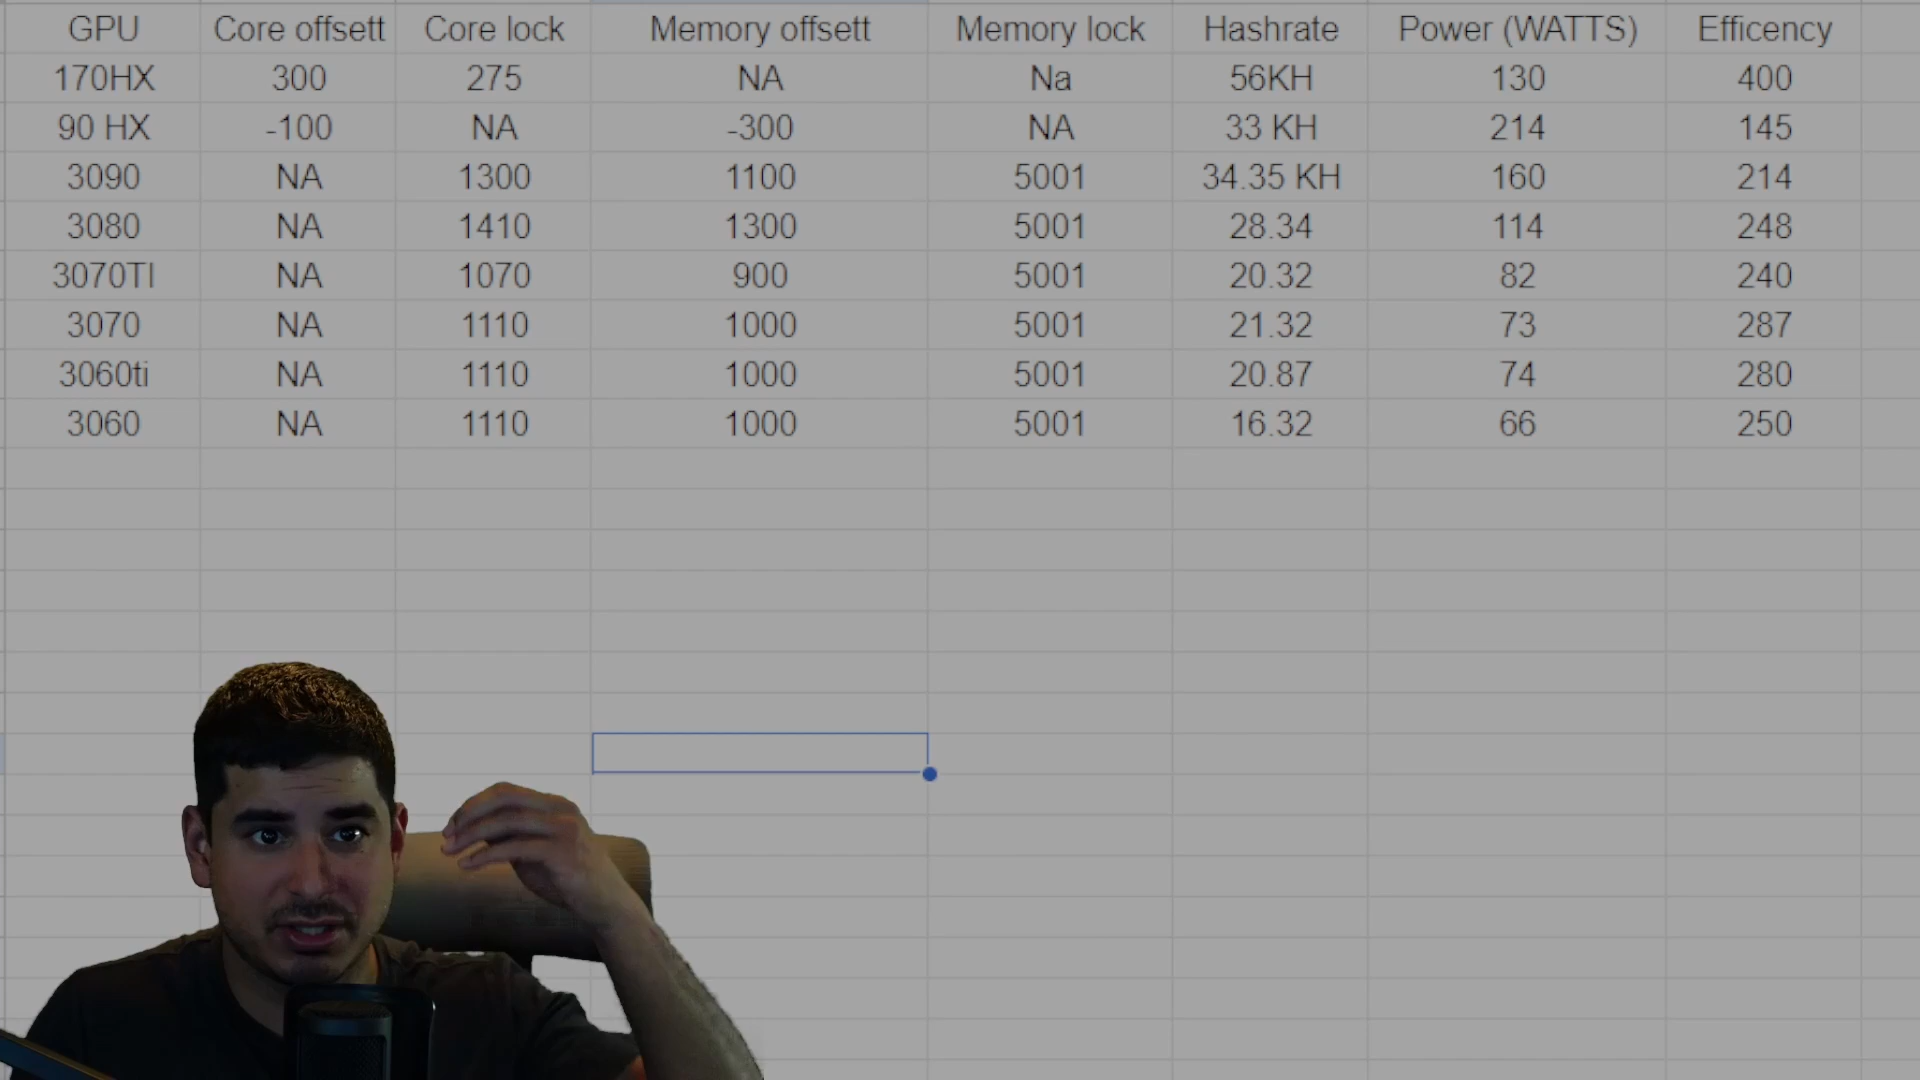 GPU Core offsett Core lock Memory offsett Memory lock Hashrate Power (WATTS) Efficency
170HX 300 275 NA Na 56KH 130 400
90 HX -100 NA -300 NA 33 KH 214 145
3090 NA 1300 1100 5001 34.35 KH 160 214
3080 NA 1410 1300 5001 28.34 114 248
3070TI NA 1070 900 5001 20.32 82 240
3070 NA 1110 1000 5001 21.32 73 287
3060ti NA 1110 1000 5001 20.87 74 280
3060 NA 1110 1000 5001 16.32 66 250